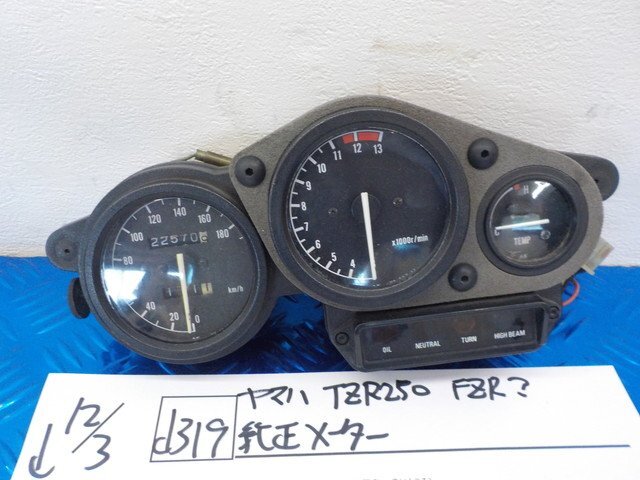 120 140 160
100 180
80
22570
40
20
0
km/h
11 12 13
10
9
8
7
6
5
4
x1000r/min
H
C
TEMP
OIL NEUTRAL TURN HIGH BEAM
12/3
d319
ヤマハ TZR250 FZR?
純正メーター